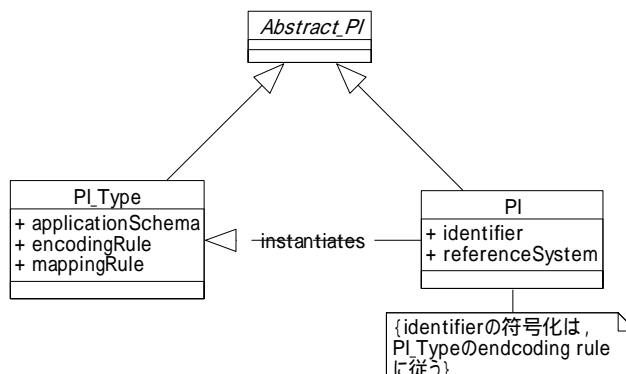 Abstract_PI
PI_Type
+ applicationSchema
+ encodingRule
+ mappingRule
instantiates
PI
+ identifier
+ referenceSystem
{identifierの符号化は，
PI_Typeのendcoding rule
に従う}